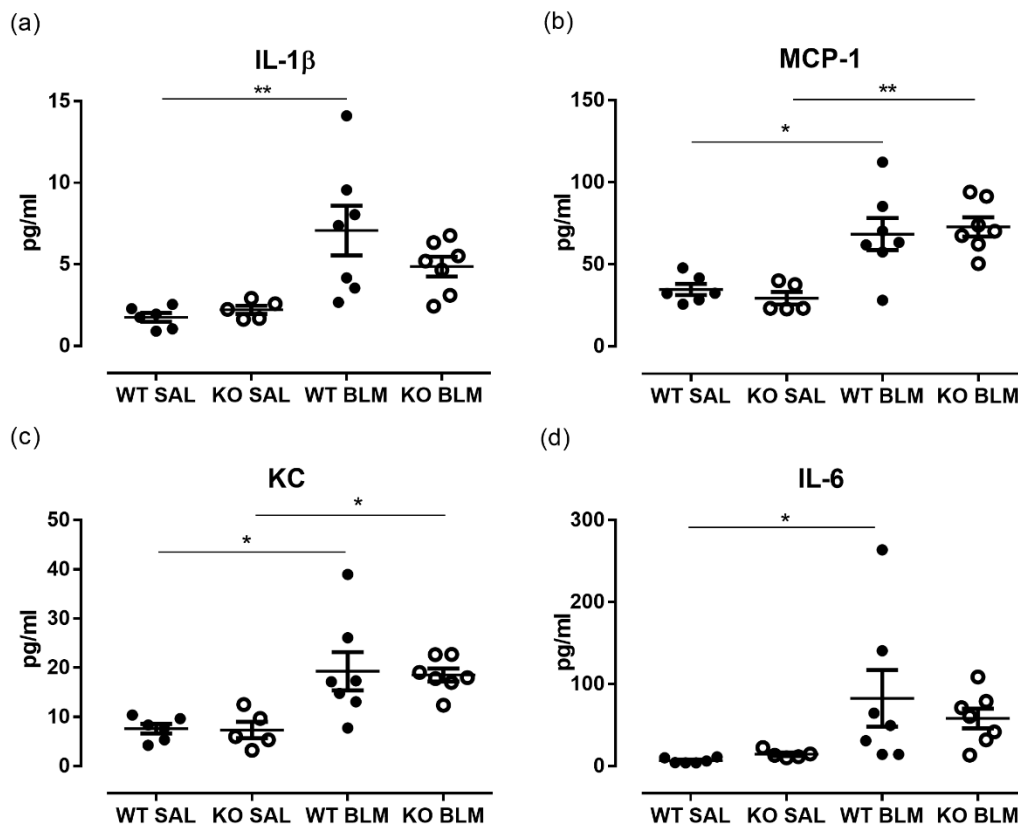 (a)
IL-1β
**
15
10
5
0
pg/ml
WT SAL KO SAL WT BLM KO BLM
(b)
MCP-1
**
*
150
100
50
0
pg/ml
WT SAL KO SAL WT BLM KO BLM
(c)
KC
*
*
50
40
30
20
10
0
pg/ml
WT SAL KO SAL WT BLM KO BLM
(d)
IL-6
*
300
200
100
0
pg/ml
WT SAL KO SAL WT BLM KO BLM